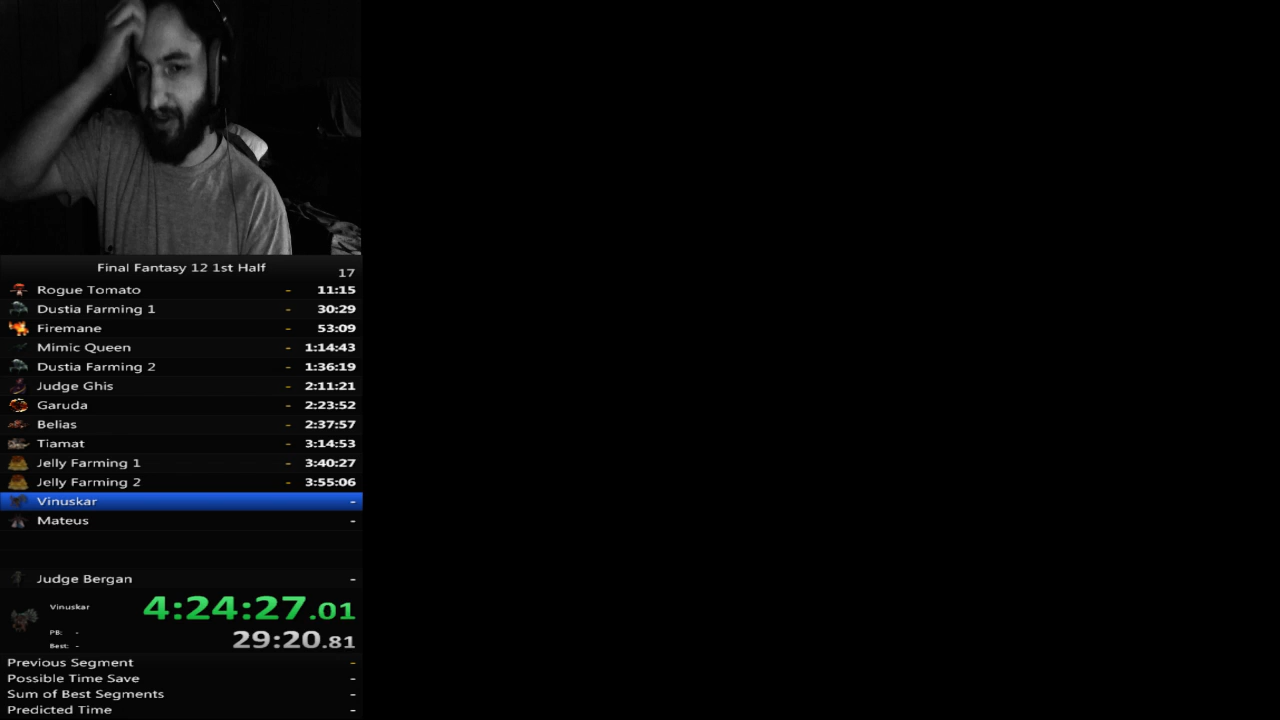 Final Fantasy 12 1st Half
17
Rogue Tomato - 11:15
Dustia Farming 1 - 30:29
Firemane - 53:09
Mimic Queen - 1:14:43
Dustia Farming 2 - 1:36:19
Judge Ghis - 2:11:21
Garuda - 2:23:52
Belias - 2:37:57
Tiamat - 3:14:53
Jelly Farming 1 - 3:40:27
Jelly Farming 2 - 3:55:06
Vinuskar -
Mateus -
Judge Bergan -
Vinuskar 4:24:27.01
PB: - 29:20.81
Best: -
Previous Segment -
Possible Time Save -
Sum of Best Segments -
Predicted Time -